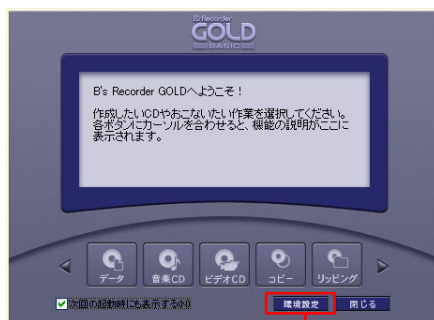 B's Recorder
GOLD
BASIC
B's Recorder GOLDへようこそ！
作成したいCDやおこないたい作業を選択してください。
各ボタンにカーソルを合わせると、機能の説明がここに
表示されます。
データ
音楽CD
ビデオCD
コピー
リッピング
次回の起動時にも表示する(N)
環境設定
閉じる